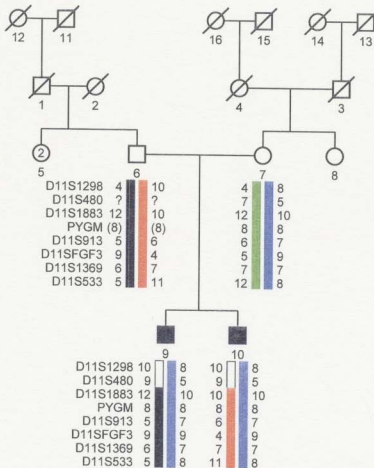 12 11 16 15 14 13
1 2 4 3
2
5 6 7 8
D11S1298 4 10 4 8
D11S480 ? ? 7 5
D11S1883 12 10 12 10
PYGM (8) (8) 8 8
D11S913 5 6 6 7
D11SFGF3 9 4 5 9
D11S1369 6 7 7 7
D11S533 5 11 12 8
9 10
D11S1298 10 8 10 8
D11S480 9 5 9 5
D11S1883 12 10 10 10
PYGM 8 8 8 8
D11S913 5 7 6 7
D11SFGF3 9 9 4 9
D11S1369 6 7 7 7
D11S533 5 8 11 8